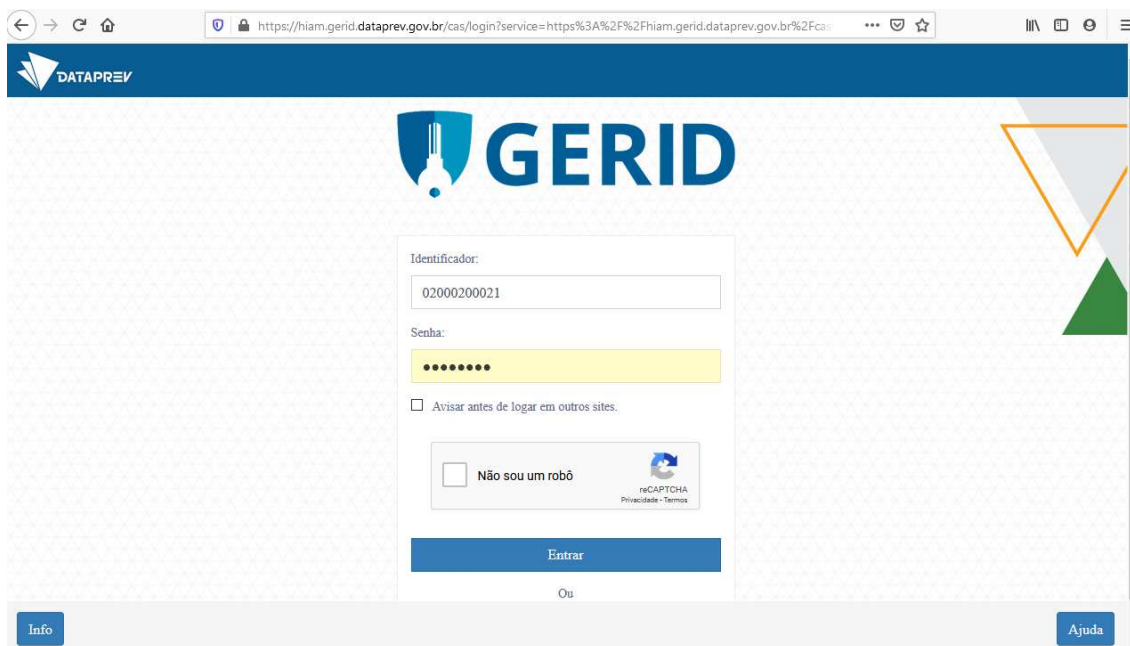 https://hiam.gerid.dataprev.gov.br/cas/login?service=https%3A%2F%2Fhiam.gerid.dataprev.gov.br%2Fcas
DATAPREV
GERID
Identificador:
02000200021
Senha:
••••••••
Avisar antes de logar em outros sites.
Não sou um robô
reCAPTCHA
Privacidade - Termos
Entrar
Ou
Info
Ajuda